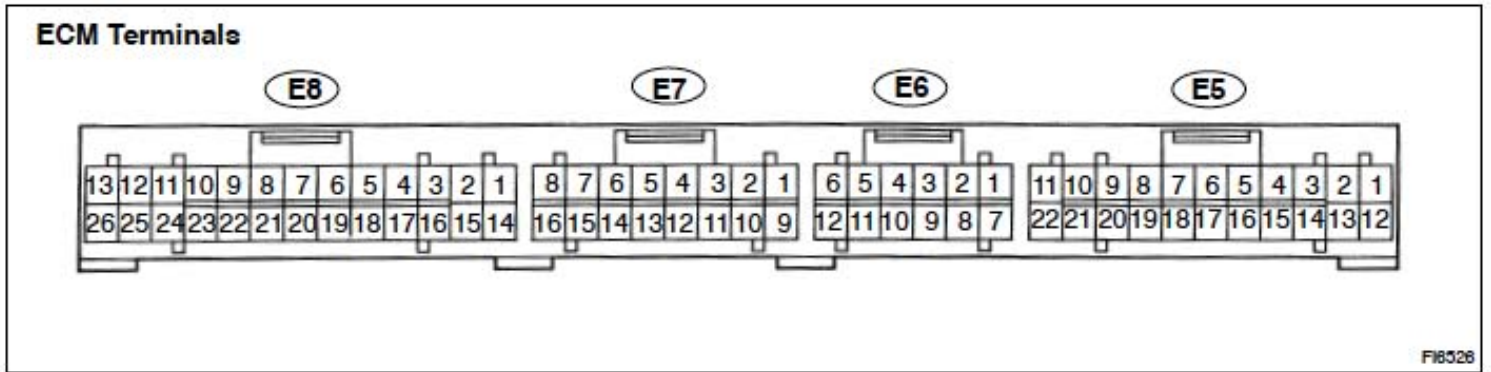 ECM Terminals
E8 E7 E6 E5
13 12 11 10 9 8 7 6 5 4 3 2 1 8 7 6 5 4 3 2 1 6 5 4 3 2 1 11 10 9 8 7 6 5 4 3 2 1
26 25 24 23 22 21 20 19 18 17 16 15 14 16 15 14 13 12 11 10 9 12 11 10 9 8 7 22 21 20 19 18 17 16 15 14 13 12
FI6526